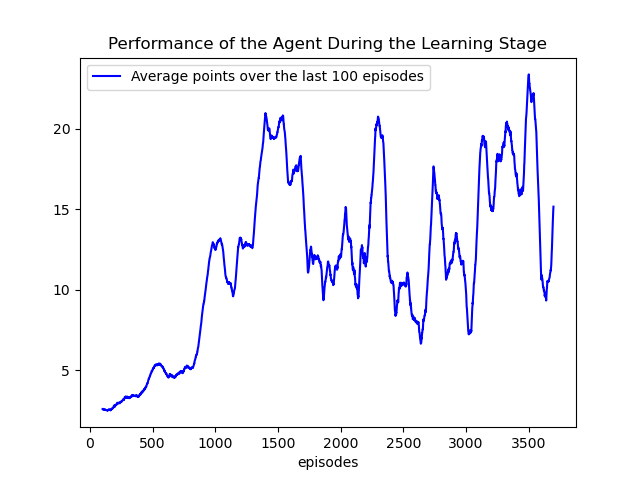 Performance of the Agent During the Learning Stage
Average points over the last 100 episodes
20
15
10
5
0 500 1000 1500 2000 2500 3000 3500
episodes